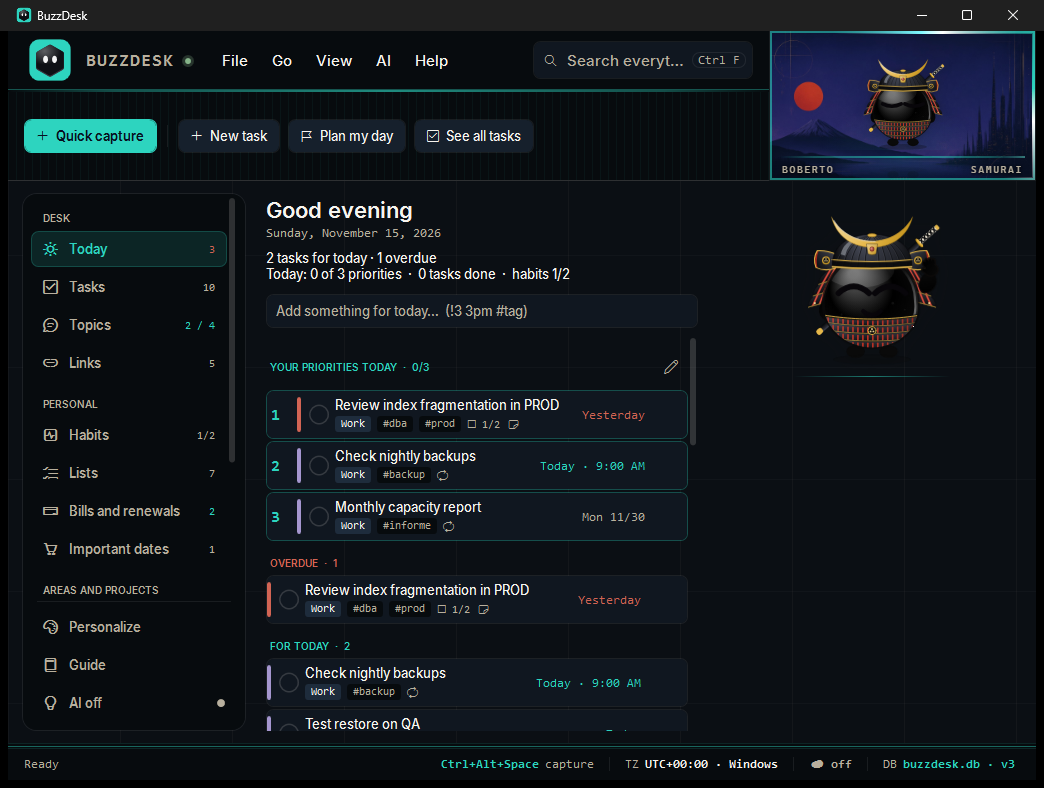 BuzzDesk
BUZZDESK File Go View AI Help
Search everyt... Ctrl F
BOBERTO SAMURAI
+ Quick capture + New task Plan my day See all tasks
DESK
Today 3
Tasks 10
Topics 2 / 4
Links 5
PERSONAL
Habits 1/2
Lists 7
Bills and renewals 2
Important dates 1
AREAS AND PROJECTS
Personalize
Guide
AI off
Good evening
Sunday, November 15, 2026
2 tasks for today · 1 overdue
Today: 0 of 3 priorities · 0 tasks done · habits 1/2
Add something for today... (!3 3pm #tag)
YOUR PRIORITIES TODAY · 0/3
1 Review index fragmentation in PROD Yesterday
Work #dba #prod 1/2
2 Check nightly backups Today · 9:00 AM
Work #backup
3 Monthly capacity report Mon 11/30
Work #informe
OVERDUE · 1
Review index fragmentation in PROD Yesterday
Work #dba #prod 1/2
FOR TODAY · 2
Check nightly backups Today · 9:00 AM
Work #backup
Test restore on QA
Ready Ctrl+Alt+Space capture TZ UTC+00:00 · Windows off DB buzzdesk.db · v3